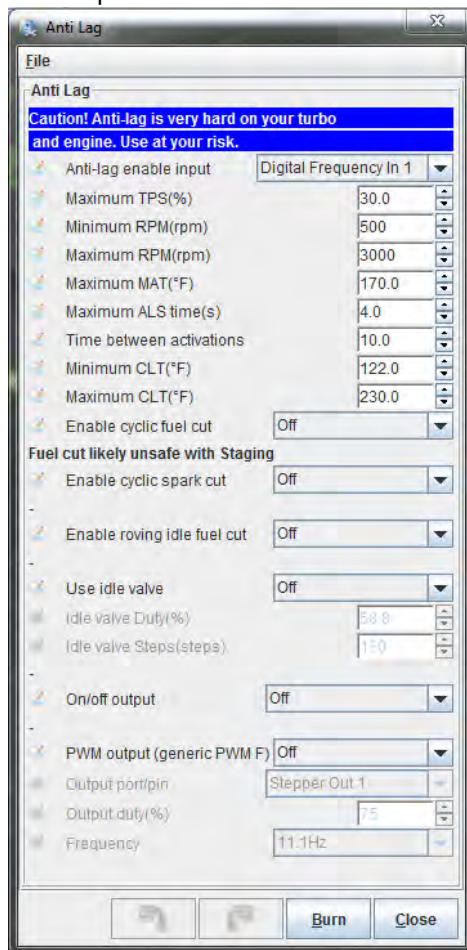 Anti Lag
File
Anti Lag
Caution! Anti-lag is very hard on your turbo
and engine. Use at your risk.
Anti-lag enable input Digital Frequency In 1
Maximum TPS(%) 30.0
Minimum RPM(rpm) 500
Maximum RPM(rpm) 3000
Maximum MAT(°F) 170.0
Maximum ALS time(s) 4.0
Time between activations 10.0
Minimum CLT(°F) 122.0
Maximum CLT(°F) 230.0
Enable cyclic fuel cut Off
Fuel cut likely unsafe with Staging
Enable cyclic spark cut Off
-
Enable roving idle fuel cut Off
-
Use idle valve Off
Idle valve Duty(%) 58.8
Idle valve Steps(steps) 160
-
On/off output Off
-
PWM output (generic PWM F) Off
Output port/pin Stepper Out 1
Output duty(%) 75
Frequency 11.1Hz
Burn Close